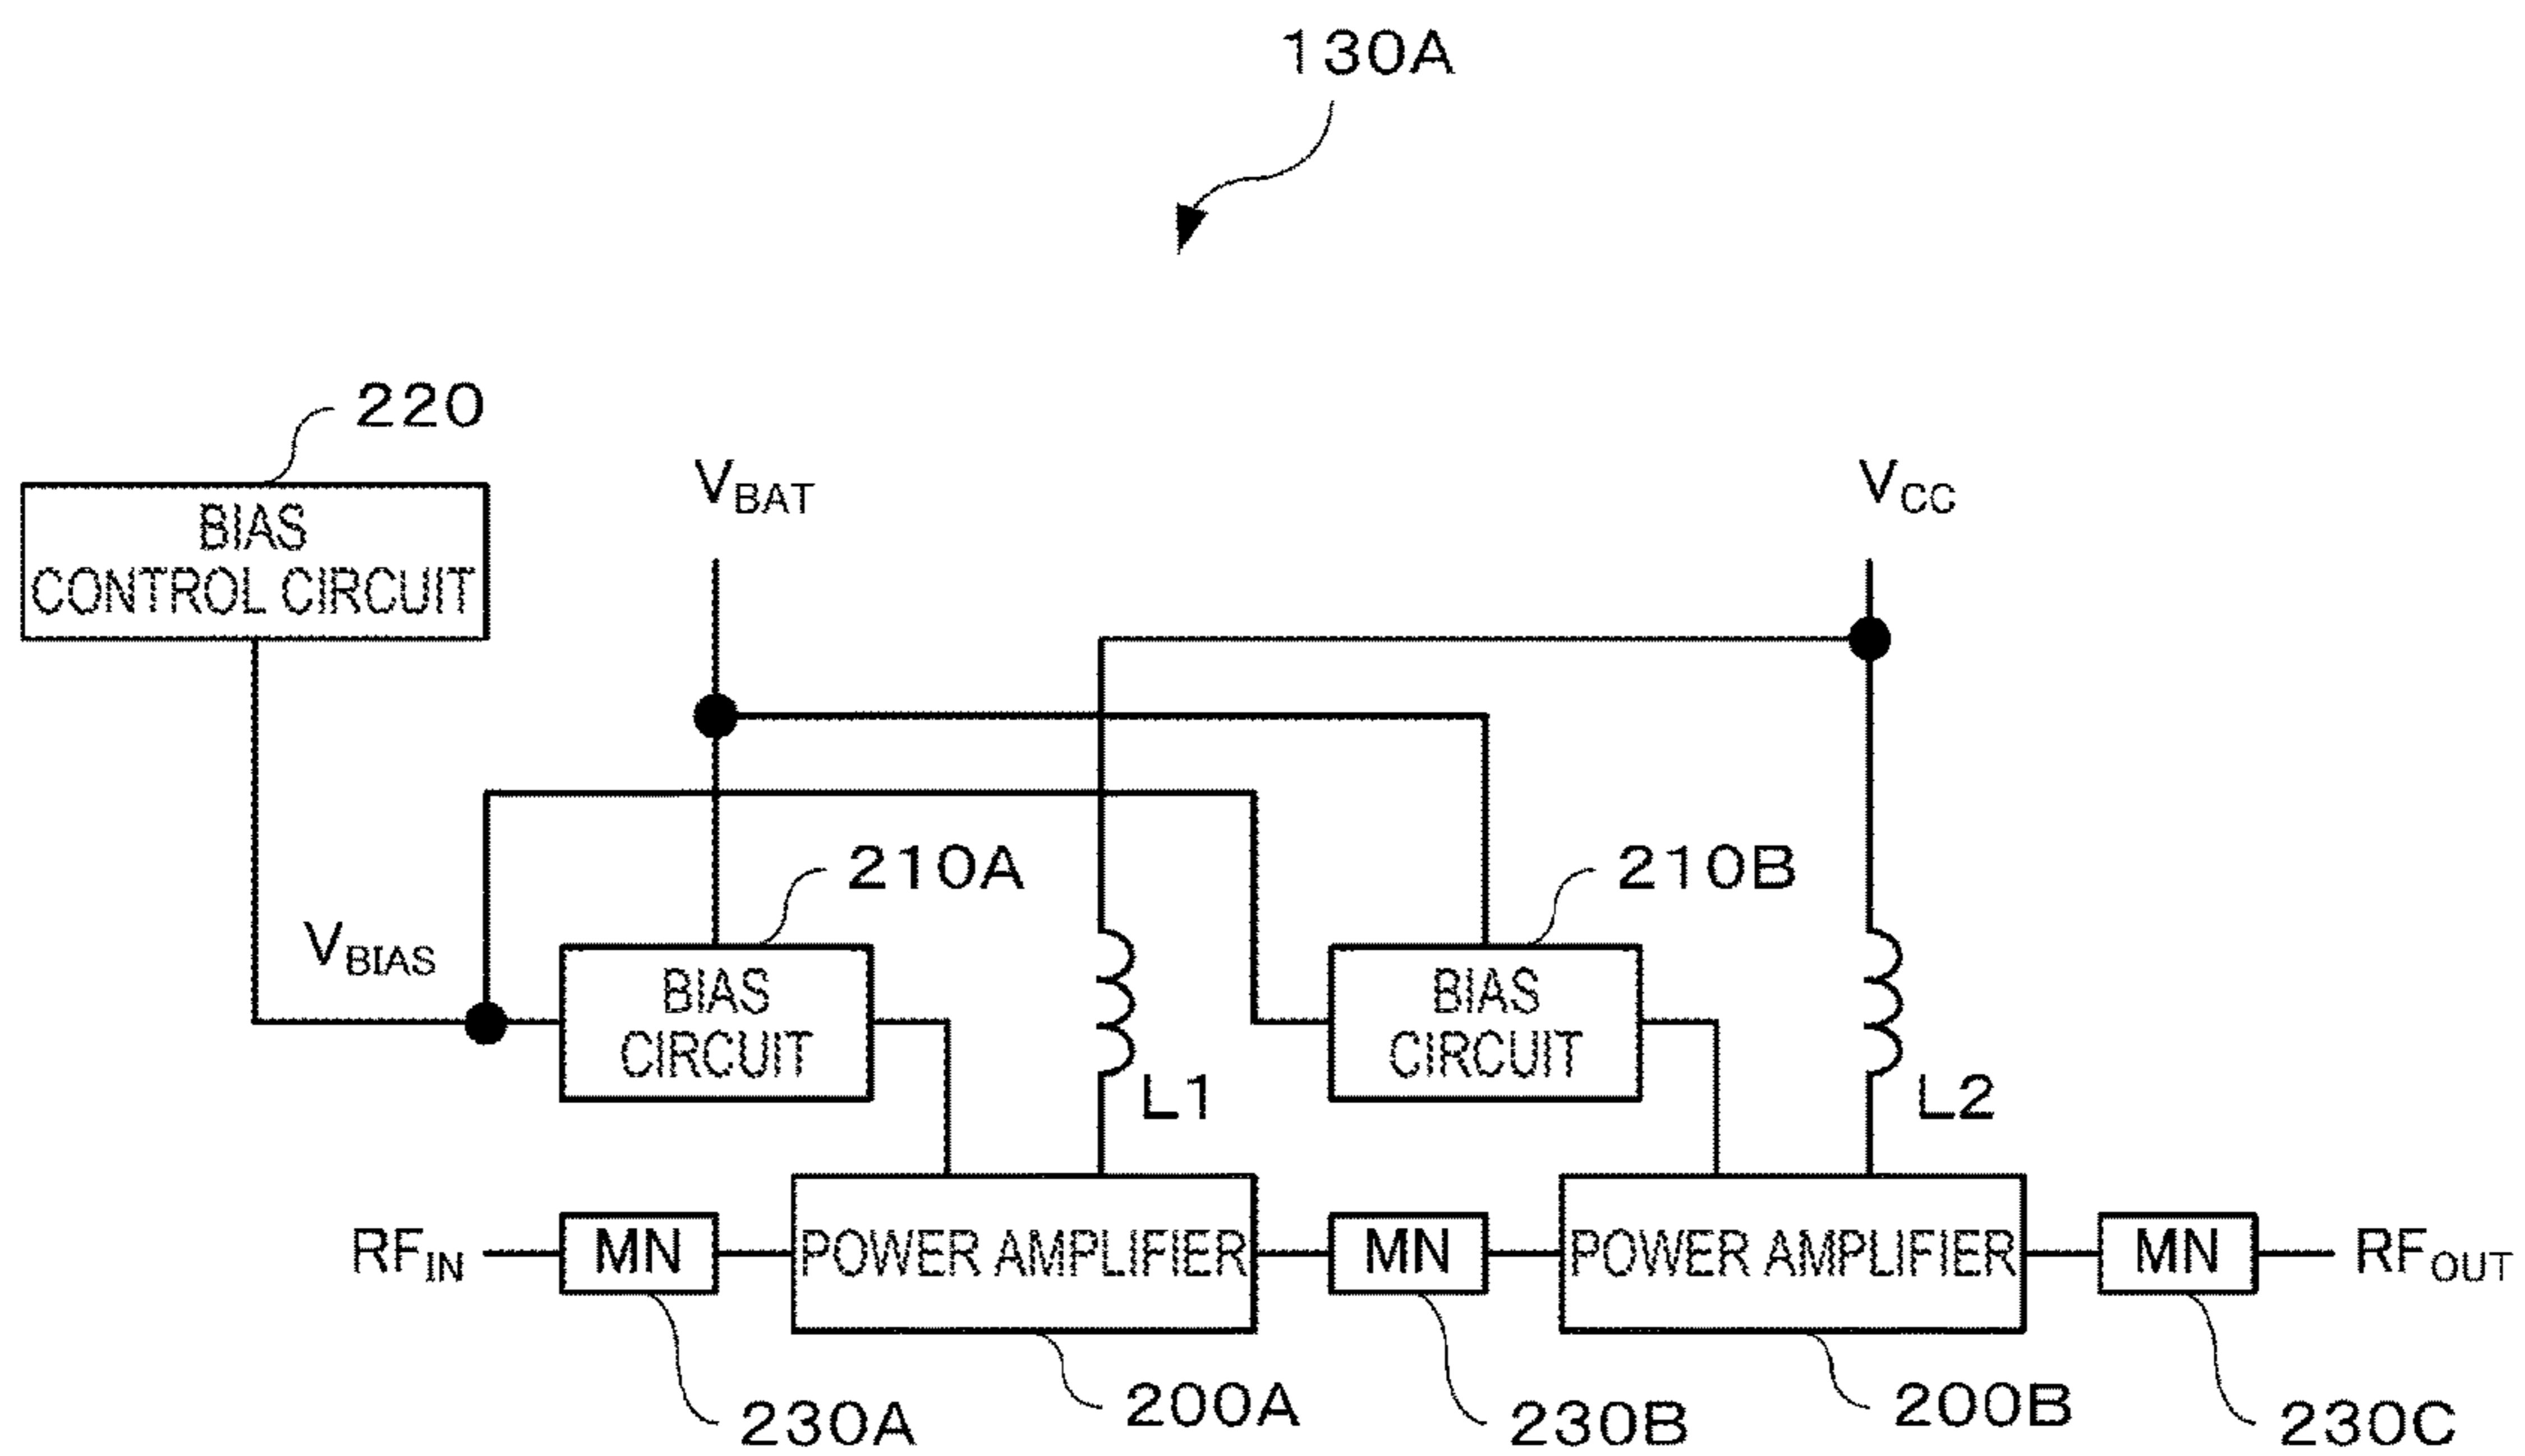 130A
220
BIAS
CONTROL CIRCUIT
VBAT
VCC
210A
210B
VBIAS
BIAS
CIRCUIT
BIAS
CIRCUIT
L1
L2
RFIN
MN
POWER AMPLIFIER
MN
POWER AMPLIFIER
MN
RFOUT
230A
200A
230B
200B
230C